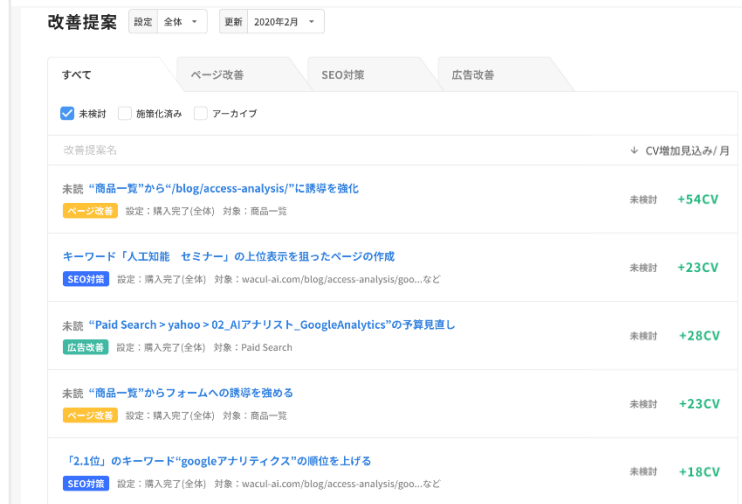 改善提案 設定 全体 更新 2020年2月
すべて ページ改善 SEO対策 広告改善
未検討 施策化済み アーカイブ
改善提案名 ↓ CV増加見込み/月
未読 “商品一覧”から“/blog/access-analysis/”に誘導を強化
ページ改善 設定：購入完了(全体) 対象：商品一覧
未検討 +54CV
キーワード「人工知能　セミナー」の上位表示を狙ったページの作成
SEO対策 設定：購入完了(全体) 対象：wacul-ai.com/blog/access-analysis/goo...など
未検討 +23CV
未読 “Paid Search > yahoo > 02_AIアナリスト_GoogleAnalytics”の予算見直し
広告改善 設定：購入完了(全体) 対象：Paid Search
未検討 +28CV
未読 “商品一覧”からフォームへの誘導を強める
ページ改善 設定：購入完了(全体) 対象：商品一覧
未検討 +23CV
「2.1位」のキーワード“googleアナリティクス”の順位を上げる
SEO対策 設定：購入完了(全体) 対象：wacul-ai.com/blog/access-analysis/goo...など
未検討 +18CV